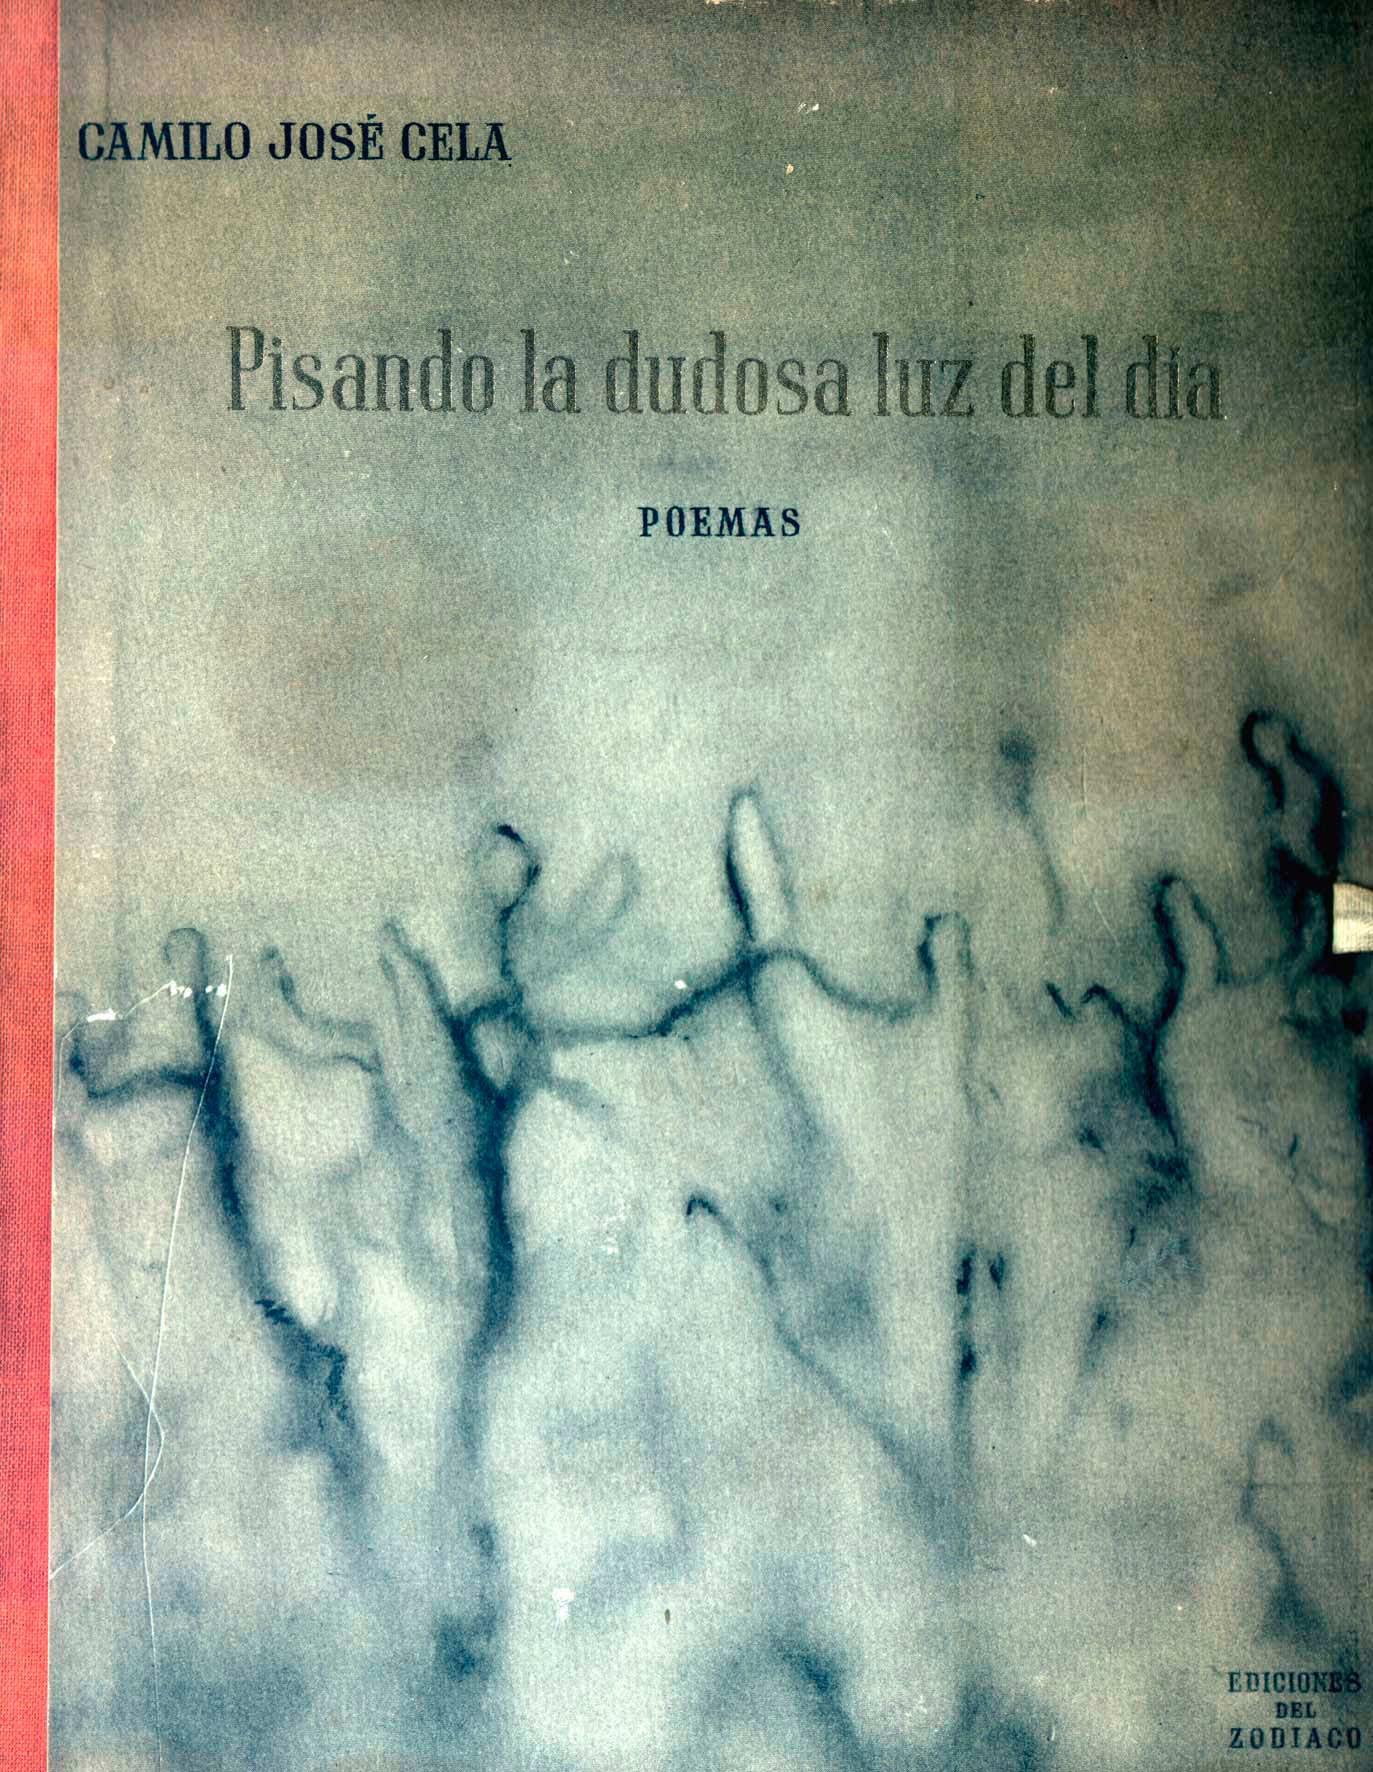 CAMILO JOSÉ CELA
Pisando la dudosa luz del día
POEMAS
EDICIONES
DEL
ZODIACO